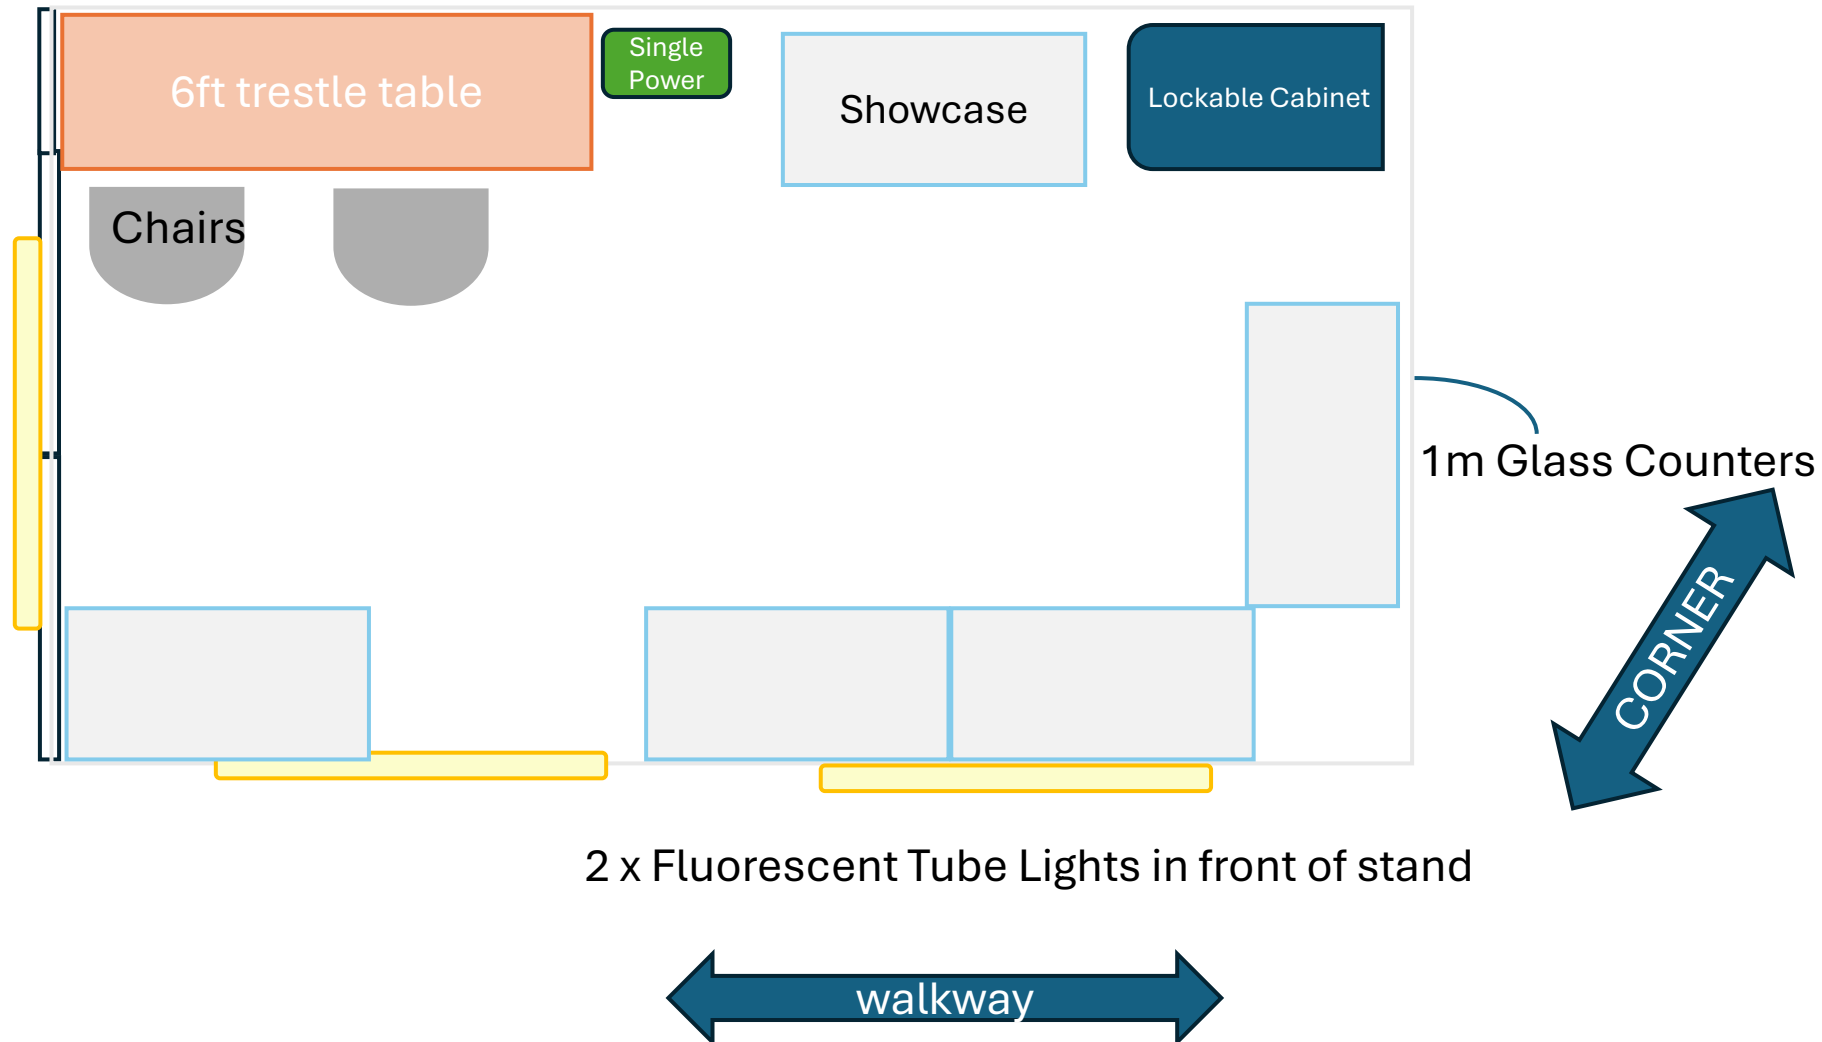 6ft trestle table
Single
Power
Showcase
Lockable Cabinet
Chairs
1m Glass Counters
CORNER
2 x Fluorescent Tube Lights in front of stand
walkway